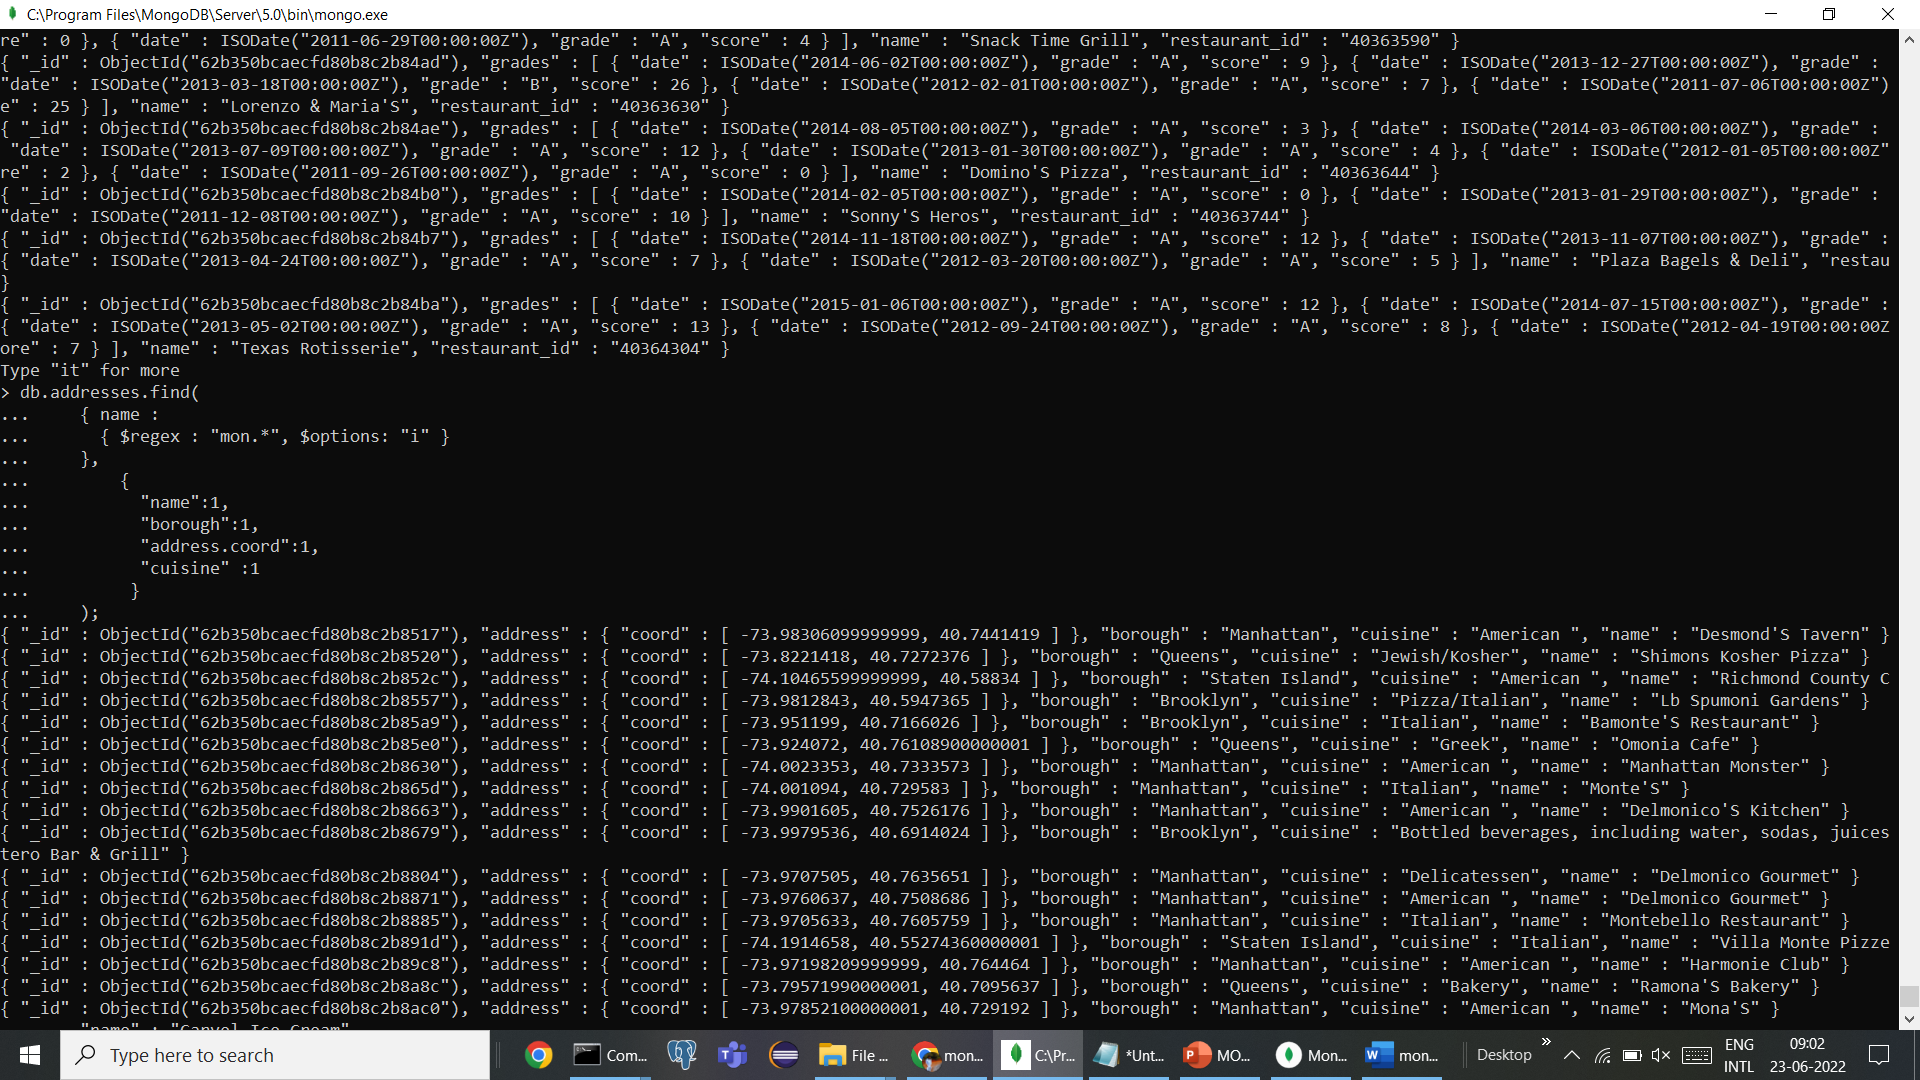 C:\Program Files\MongoDB\Server\5.0\bin\mongo.exe
re" : 0 }, { "date" : ISODate("2011-06-29T00:00:00Z"), "grade" : "A", "score" : 4 } ], "name" : "Snack Time Grill", "restaurant_id" : "40363590" }
{ "_id" : ObjectId("62b350bcaecfd80b8c2b84ad"), "grades" : [ { "date" : ISODate("2014-06-02T00:00:00Z"), "grade" : "A", "score" : 9 }, { "date" : ISODate("2013-12-27T00:00:00Z"), "grade" :
"date" : ISODate("2013-03-18T00:00:00Z"), "grade" : "B", "score" : 26 }, { "date" : ISODate("2012-02-01T00:00:00Z"), "grade" : "A", "score" : 7 }, { "date" : ISODate("2011-07-06T00:00:00Z")
e" : 25 } ], "name" : "Lorenzo & Maria'S", "restaurant_id" : "40363630" }
{ "_id" : ObjectId("62b350bcaecfd80b8c2b84ae"), "grades" : [ { "date" : ISODate("2014-08-05T00:00:00Z"), "grade" : "A", "score" : 3 }, { "date" : ISODate("2014-03-06T00:00:00Z"), "grade" :
"date" : ISODate("2013-07-09T00:00:00Z"), "grade" : "A", "score" : 12 }, { "date" : ISODate("2013-01-30T00:00:00Z"), "grade" : "A", "score" : 4 }, { "date" : ISODate("2012-01-05T00:00:00Z"
re" : 2 }, { "date" : ISODate("2011-09-26T00:00:00Z"), "grade" : "A", "score" : 0 } ], "name" : "Domino'S Pizza", "restaurant_id" : "40363644" }
{ "_id" : ObjectId("62b350bcaecfd80b8c2b84b0"), "grades" : [ { "date" : ISODate("2014-02-05T00:00:00Z"), "grade" : "A", "score" : 0 }, { "date" : ISODate("2013-01-29T00:00:00Z"), "grade" :
"date" : ISODate("2011-12-08T00:00:00Z"), "grade" : "A", "score" : 10 } ], "name" : "Sonny'S Heros", "restaurant_id" : "40363744" }
{ "_id" : ObjectId("62b350bcaecfd80b8c2b84b7"), "grades" : [ { "date" : ISODate("2014-11-18T00:00:00Z"), "grade" : "A", "score" : 12 }, { "date" : ISODate("2013-11-07T00:00:00Z"), "grade" :
{ "date" : ISODate("2013-04-24T00:00:00Z"), "grade" : "A", "score" : 7 }, { "date" : ISODate("2012-03-20T00:00:00Z"), "grade" : "A", "score" : 5 } ], "name" : "Plaza Bagels & Deli", "restau
}
{ "_id" : ObjectId("62b350bcaecfd80b8c2b84ba"), "grades" : [ { "date" : ISODate("2015-01-06T00:00:00Z"), "grade" : "A", "score" : 12 }, { "date" : ISODate("2014-07-15T00:00:00Z"), "grade" :
{ "date" : ISODate("2013-05-02T00:00:00Z"), "grade" : "A", "score" : 13 }, { "date" : ISODate("2012-09-24T00:00:00Z"), "grade" : "A", "score" : 8 }, { "date" : ISODate("2012-04-19T00:00:00Z
ore" : 7 } ], "name" : "Texas Rotisserie", "restaurant_id" : "40364304" }
Type "it" for more
> db.addresses.find(
... { name :
... { $regex : "mon.*", $options: "i" }
... },
... {
... "name":1,
... "borough":1,
... "address.coord":1,
... "cuisine" :1
... }
... );
{ "_id" : ObjectId("62b350bcaecfd80b8c2b8517"), "address" : { "coord" : [ -73.98306099999999, 40.7441419 ] }, "borough" : "Manhattan", "cuisine" : "American ", "name" : "Desmond'S Tavern" }
{ "_id" : ObjectId("62b350bcaecfd80b8c2b8520"), "address" : { "coord" : [ -73.8221418, 40.7272376 ] }, "borough" : "Queens", "cuisine" : "Jewish/Kosher", "name" : "Shimons Kosher Pizza" }
{ "_id" : ObjectId("62b350bcaecfd80b8c2b852c"), "address" : { "coord" : [ -74.10465599999999, 40.58834 ] }, "borough" : "Staten Island", "cuisine" : "American ", "name" : "Richmond County C
{ "_id" : ObjectId("62b350bcaecfd80b8c2b8557"), "address" : { "coord" : [ -73.9812843, 40.5947365 ] }, "borough" : "Brooklyn", "cuisine" : "Pizza/Italian", "name" : "Lb Spumoni Gardens" }
{ "_id" : ObjectId("62b350bcaecfd80b8c2b85a9"), "address" : { "coord" : [ -73.951199, 40.7166026 ] }, "borough" : "Brooklyn", "cuisine" : "Italian", "name" : "Bamonte'S Restaurant" }
{ "_id" : ObjectId("62b350bcaecfd80b8c2b85e0"), "address" : { "coord" : [ -73.924072, 40.76108900000001 ] }, "borough" : "Queens", "cuisine" : "Greek", "name" : "Omonia Cafe" }
{ "_id" : ObjectId("62b350bcaecfd80b8c2b8630"), "address" : { "coord" : [ -74.0023353, 40.7333573 ] }, "borough" : "Manhattan", "cuisine" : "American ", "name" : "Manhattan Monster" }
{ "_id" : ObjectId("62b350bcaecfd80b8c2b865d"), "address" : { "coord" : [ -74.001094, 40.729583 ] }, "borough" : "Manhattan", "cuisine" : "Italian", "name" : "Monte'S" }
{ "_id" : ObjectId("62b350bcaecfd80b8c2b8663"), "address" : { "coord" : [ -73.9901605, 40.7526176 ] }, "borough" : "Manhattan", "cuisine" : "American ", "name" : "Delmonico'S Kitchen" }
{ "_id" : ObjectId("62b350bcaecfd80b8c2b8679"), "address" : { "coord" : [ -73.9979536, 40.6914024 ] }, "borough" : "Brooklyn", "cuisine" : "Bottled beverages, including water, sodas, juices
tero Bar & Grill" }
{ "_id" : ObjectId("62b350bcaecfd80b8c2b8804"), "address" : { "coord" : [ -73.9707505, 40.7635651 ] }, "borough" : "Manhattan", "cuisine" : "Delicatessen", "name" : "Delmonico Gourmet" }
{ "_id" : ObjectId("62b350bcaecfd80b8c2b8871"), "address" : { "coord" : [ -73.9760637, 40.7508686 ] }, "borough" : "Manhattan", "cuisine" : "American ", "name" : "Delmonico Gourmet" }
{ "_id" : ObjectId("62b350bcaecfd80b8c2b8885"), "address" : { "coord" : [ -73.9705633, 40.7605759 ] }, "borough" : "Manhattan", "cuisine" : "Italian", "name" : "Montebello Restaurant" }
{ "_id" : ObjectId("62b350bcaecfd80b8c2b891d"), "address" : { "coord" : [ -74.1914658, 40.55274360000001 ] }, "borough" : "Staten Island", "cuisine" : "Italian", "name" : "Villa Monte Pizze
{ "_id" : ObjectId("62b350bcaecfd80b8c2b89c8"), "address" : { "coord" : [ -73.97198209999999, 40.764464 ] }, "borough" : "Manhattan", "cuisine" : "American ", "name" : "Harmonie Club" }
{ "_id" : ObjectId("62b350bcaecfd80b8c2b8a8c"), "address" : { "coord" : [ -73.79571990000001, 40.7095637 ] }, "borough" : "Queens", "cuisine" : "Bakery", "name" : "Ramona'S Bakery" }
{ "_id" : ObjectId("62b350bcaecfd80b8c2b8ac0"), "address" : { "coord" : [ -73.97852100000001, 40.729192 ] }, "borough" : "Manhattan", "cuisine" : "American ", "name" : "Mona'S" }
"name" : "Carvel Ice Cream"
Type here to search
Com...
File ...
mon...
C:\Pr...
*Unt...
MO...
Mon...
mon...
Desktop
ENG
INTL
09:02
23-06-2022